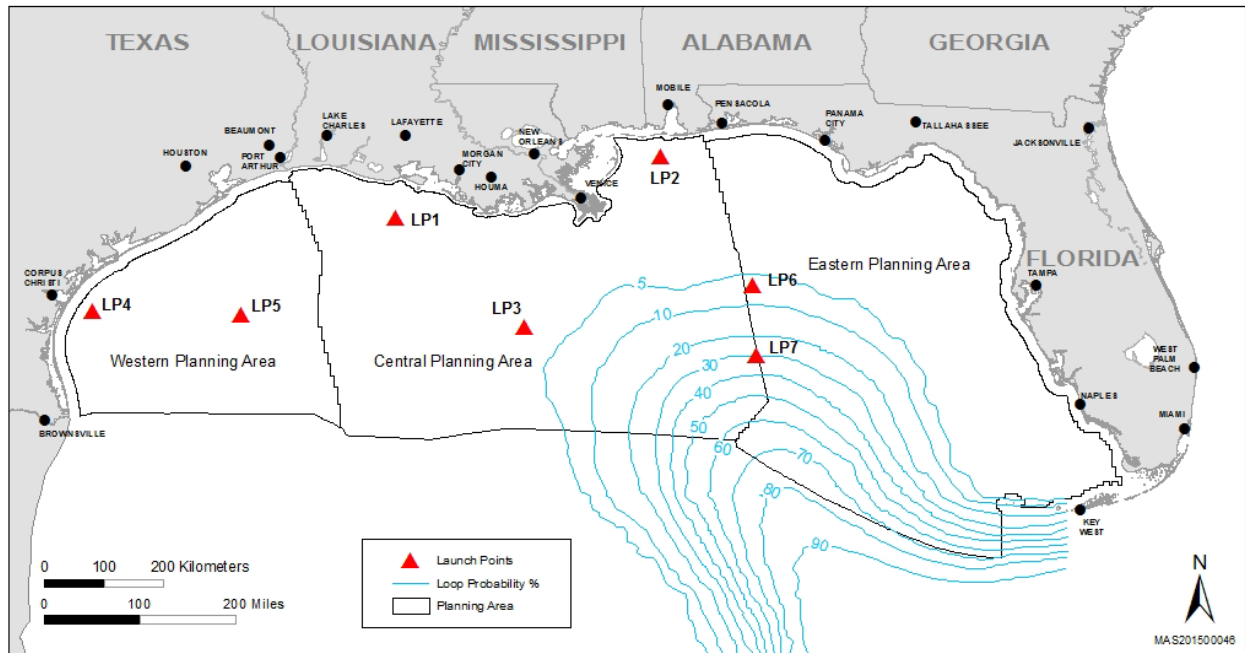 TEXAS
LOUISIANA
MISSISSIPPI
ALABAMA
GEORGIA
MOBILE
PENSACOLA
PANAMA
CITY
TALLAHASSEE
JACKSONVILLE
LAKE
CHARLES
LAFAYETTE
BEAUMONT
PORT
ARTHUR
HOUSTON
NEW
ORLEANS
MORGAN
CITY
HOUMA
VENICE
LP2
LP1
FLORIDA
TAMPA
Eastern Planning Area
CORPUS
CHRISTI
LP4
LP5
LP3
LP6
LP7
Western Planning Area
Central Planning Area
WEST
PALM
BEACH
NAPLES
MIAMI
BROWNSVILLE
KEY
WEST
5
10
20
30
40
50
60
70
80
90
0 100 200 Kilometers
0 100 200 Miles
Launch Points
Loop Probability %
Planning Area
N
MAS201500046